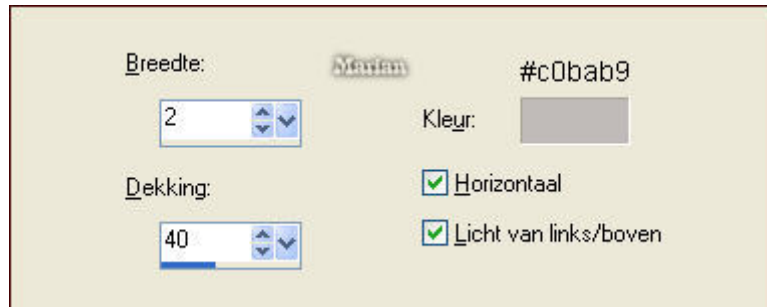 Breedte:
Marian
#c0bab9
2
Kleur:
Dekking:
Horizontaal
40
Licht van links/boven